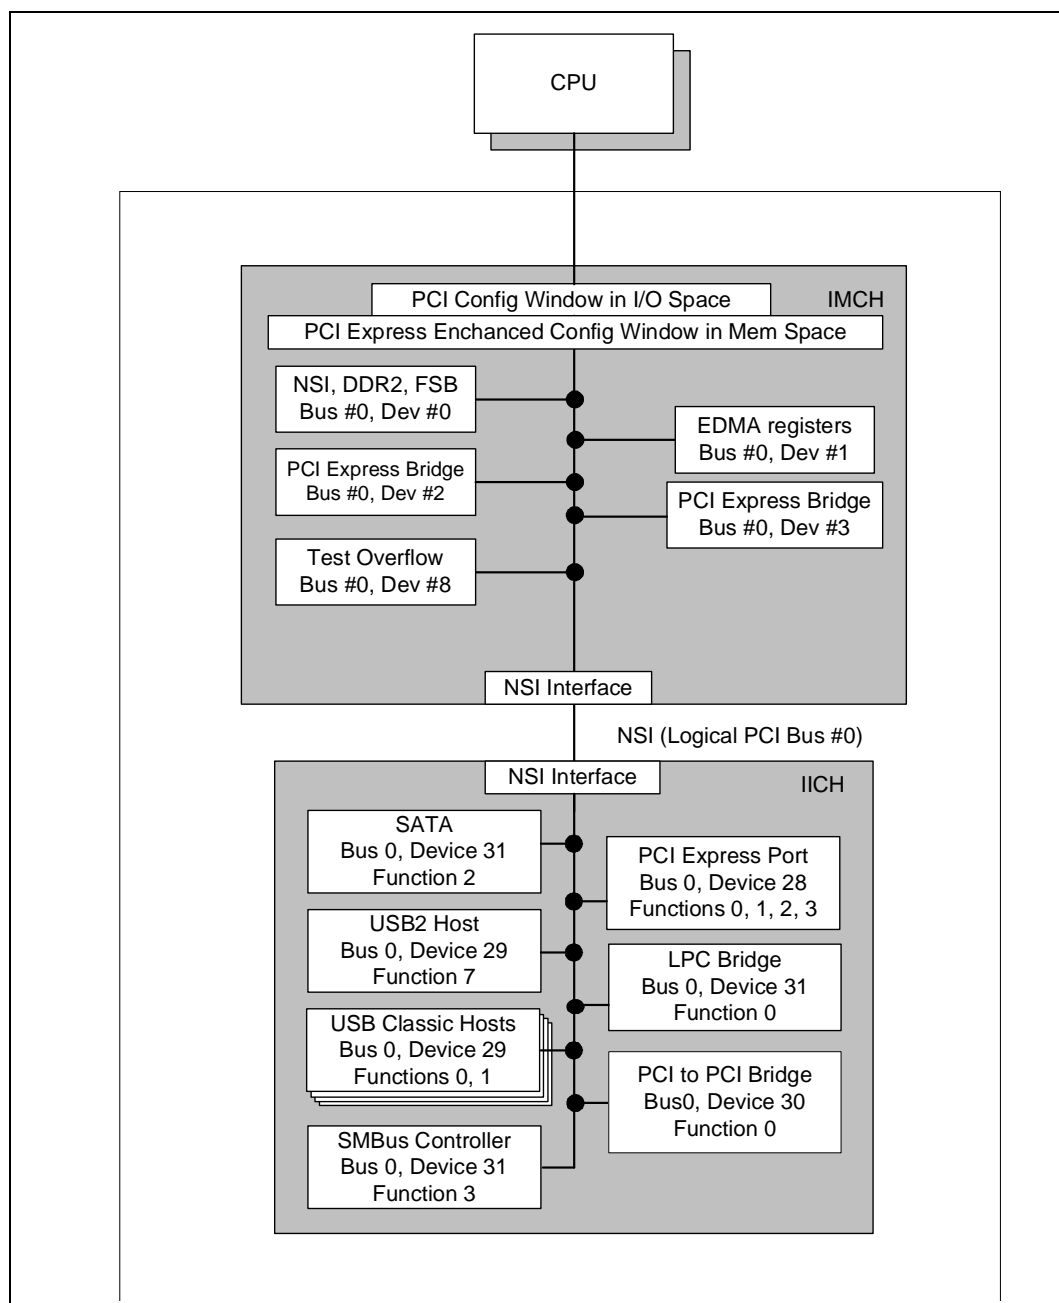 CPU
IMCH
PCI Config Window in I/O Space
PCI Express Enchanced Config Window in Mem Space
NSI, DDR2, FSB
Bus #0, Dev #0
EDMA registers
Bus #0, Dev #1
PCI Express Bridge
Bus #0, Dev #2
PCI Express Bridge
Bus #0, Dev #3
Test Overflow
Bus #0, Dev #8
NSI Interface
NSI (Logical PCI Bus #0)
NSI Interface
IICH
SATA
Bus 0, Device 31
Function 2
PCI Express Port
Bus 0, Device 28
Functions 0, 1, 2, 3
USB2 Host
Bus 0, Device 29
Function 7
LPC Bridge
Bus 0, Device 31
Function 0
USB Classic Hosts
Bus 0, Device 29
Functions 0, 1
PCI to PCI Bridge
Bus0, Device 30
Function 0
SMBus Controller
Bus 0, Device 31
Function 3